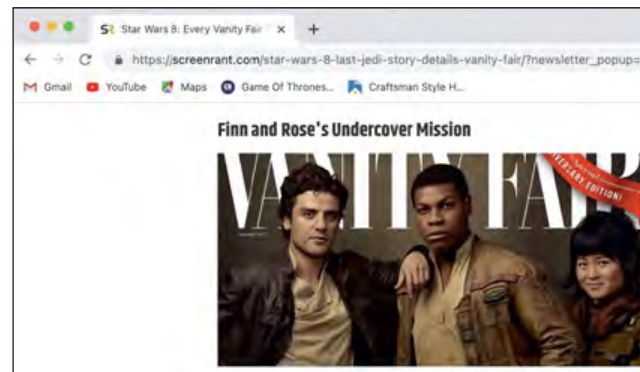 SR Star Wars 8: Every Vanity Fair
https://screenrant.com/star-wars-8-last-jedi-story-details-vanity-fair/?newsletter_popup=
Gmail YouTube Maps Game Of Thrones... Craftsman Style H...
Finn and Rose's Undercover Mission
VANITY FAIR
EDITION!